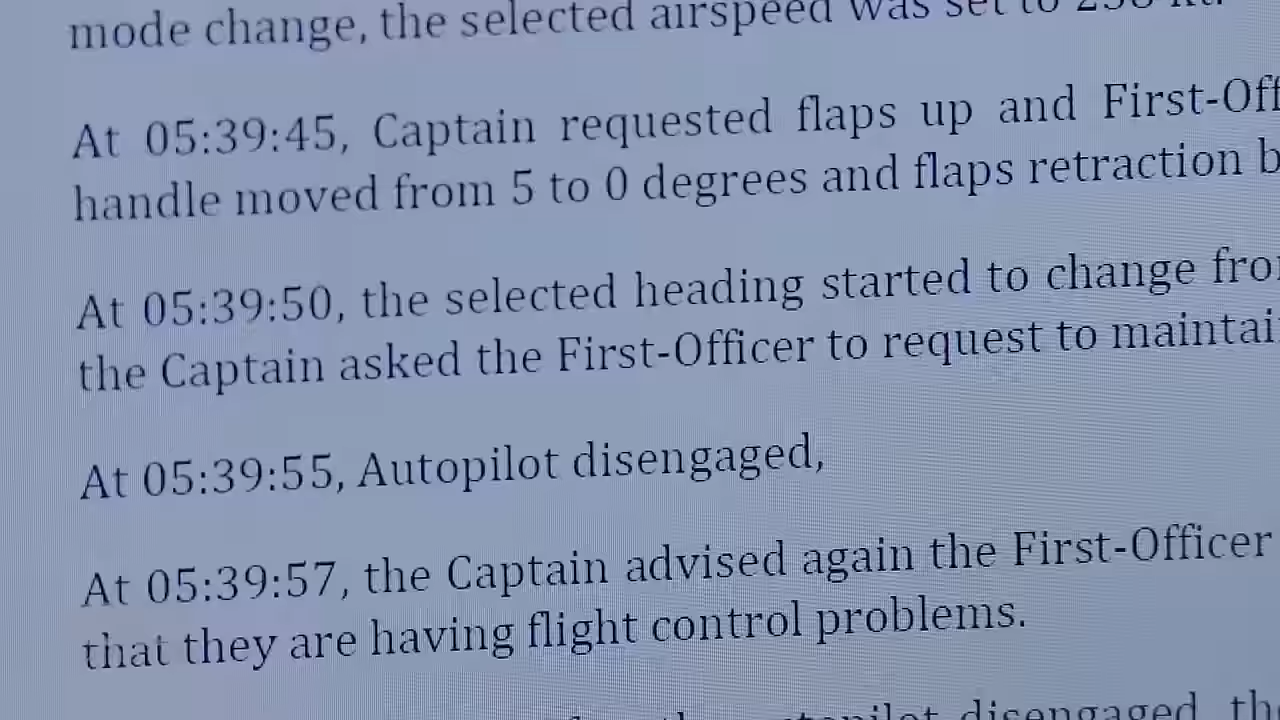 mode change, the selected airspeed was set to
At 05:39:45, Captain requested flaps up and First-Off
handle moved from 5 to 0 degrees and flaps retraction b
At 05:39:50, the selected heading started to change fro
the Captain asked the First-Officer to request to maintai
At 05:39:55, Autopilot disengaged,
At 05:39:57, the Captain advised again the First-Officer
that they are having flight control problems.
disengaged, the